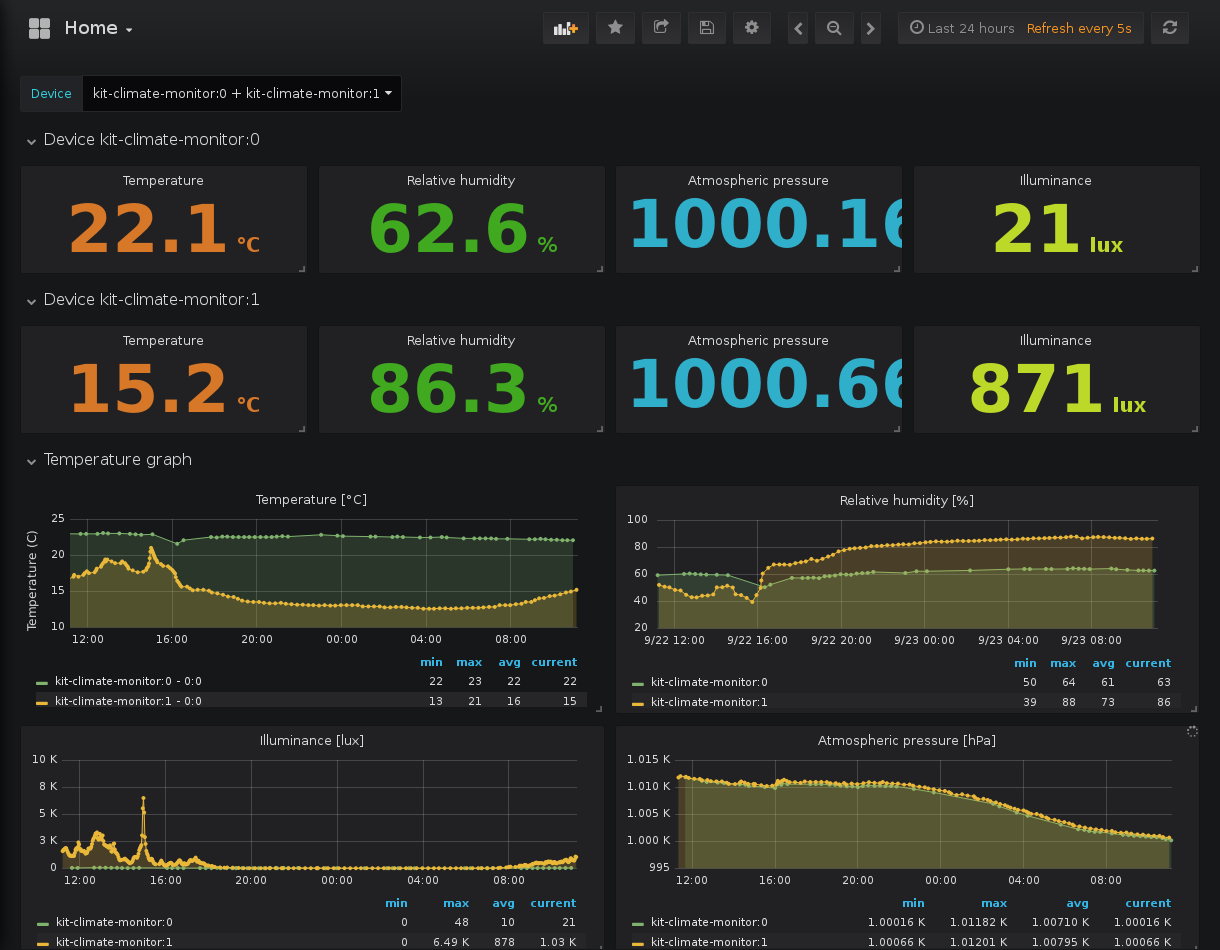 Home
Last 24 hours Refresh every 5s
Device kit-climate-monitor:0 + kit-climate-monitor:1
Device kit-climate-monitor:0
Temperature Relative humidity Atmospheric pressure Illuminance
22.1 °C 62.6 % 1000.16 21 lux
Device kit-climate-monitor:1
Temperature Relative humidity Atmospheric pressure Illuminance
15.2 °C 86.3 % 1000.66 871 lux
Temperature graph
Temperature [°C]
Temperature (C)
25
20
15
10
12:00 16:00 20:00 00:00 04:00 08:00
min max avg current
kit-climate-monitor:0 - 0:0 22 23 22 22
kit-climate-monitor:1 - 0:0 13 21 16 15
Relative humidity [%]
100
80
60
40
20
9/22 12:00 9/22 16:00 9/22 20:00 9/23 00:00 9/23 04:00 9/23 08:00
min max avg current
kit-climate-monitor:0 50 64 61 63
kit-climate-monitor:1 39 88 73 86
Illuminance [lux]
10 K
8 K
5 K
3 K
0
12:00 16:00 20:00 00:00 04:00 08:00
min max avg current
kit-climate-monitor:0 0 48 10 21
kit-climate-monitor:1 0 6.49 K 878 1.03 K
Atmospheric pressure [hPa]
1.015 K
1.010 K
1.005 K
1.000 K
995
12:00 16:00 20:00 00:00 04:00 08:00
min max avg current
kit-climate-monitor:0 1.00016 K 1.01182 K 1.00710 K 1.00016 K
kit-climate-monitor:1 1.00066 K 1.01201 K 1.00795 K 1.00066 K